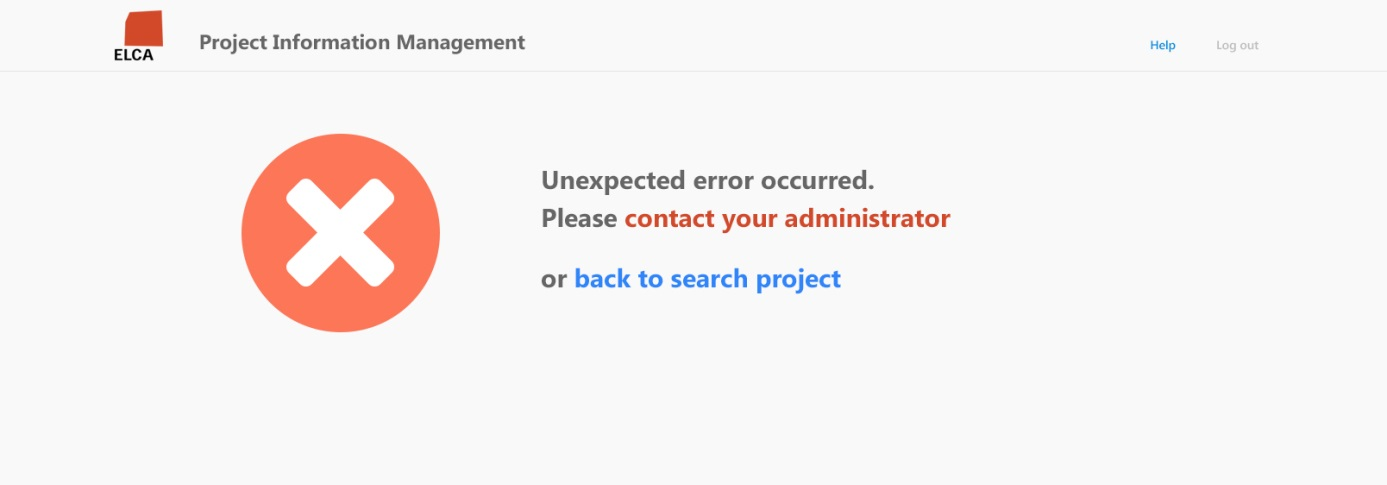 ELCA
Project Information Management
Help
Log out
Unexpected error occurred.
Please contact your administrator
or back to search project